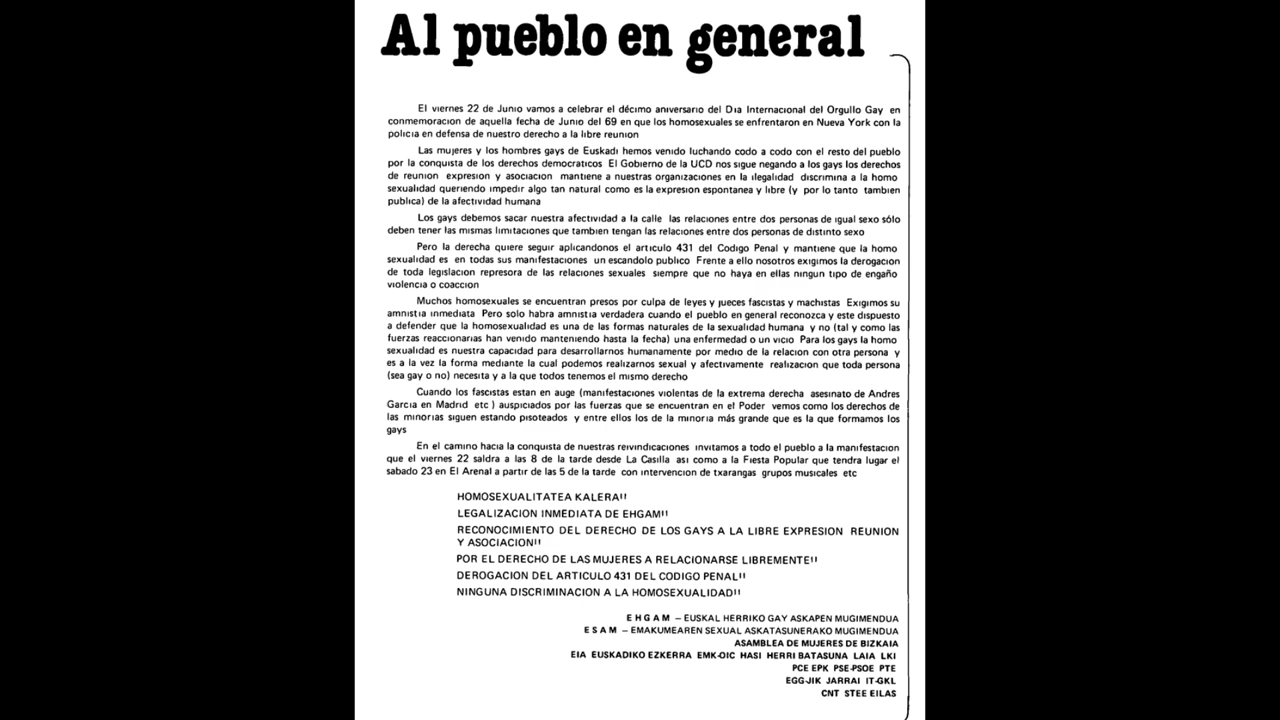 Al pueblo en general
El viernes 22 de Junio vamos a celebrar el décimo aniversario del Dia Internacional del Orgullo Gay en
conmemoracion de aquella fecha de Junio del 69 en que los homosexuales se enfrentaron en Nueva York con la
policia en defensa de nuestro derecho a la libre reunion
Las mujeres y los hombres gays de Euskadi hemos venido luchando codo a codo con el resto del pueblo
por la conquista de los derechos democraticos El Gobierno de la UCD nos sigue negando a los gays los derechos
de reunion expresion y asociacion mantiene a nuestras organizaciones en la ilegalidad discrimina a la homo
sexualidad queriendo impedir algo tan natural como es la expresion espontanea y libre (y por lo tanto tambien
publica) de la afectividad humana
Los gays debemos sacar nuestra afectividad a la calle las relaciones entre dos personas de igual sexo sólo
deben tener las mismas limitaciones que tambien tengan las relaciones entre dos personas de distinto sexo
Pero la derecha quiere seguir aplicandonos el articulo 431 del Codigo Penal y mantiene que la homo
sexualidad es en todas sus manifestaciones un escandolo publico Frente a ello nosotros exigimos la derogacion
de toda legislacion represora de las relaciones sexuales siempre que no haya en ellas ningun tipo de engaño
violencia o coaccion
Muchos homosexuales se encuentran presos por culpa de leyes y jueces fascistas y machistas Exigimos su
amnistia inmediata Pero solo habra amnistia verdadera cuando el pueblo en general reconozca y este dispuesto
a defender que la homosexualidad es una de las formas naturales de la sexualidad humana y no (tal y como las
fuerzas reaccionarias han venido manteniendo hasta la fecha) una enfermedad o un vicio Para los gays la homo
sexualidad es nuestra capacidad para desarrollarnos humanamente por medio de la relacion con otra persona y
es a la vez la forma mediante la cual podemos realizarnos sexual y afectivamente realizacion que toda persona
(sea gay o no) necesita y a la que todos tenemos el mismo derecho
Cuando los fascistas estan en auge (manifestaciones violentas de la extrema derecha asesinato de Andres
Garcia en Madrid etc ) auspiciados por las fuerzas que se encuentran en el Poder vemos como los derechos de
las minorias siguen estando pisoteados y entre ellos los de la minoria más grande que es la que formamos los
gays
En el camino hacia la conquista de nuestras reivindicaciones invitamos a todo el pueblo a la manifestacion
que el viernes 22 saldra a las 8 de la tarde desde La Casilla asi como a la Fiesta Popular que tendra lugar el
sabado 23 en El Arenal a partir de las 5 de la tarde con intervencion de txarangas grupos musicales etc
HOMOSEXUALITATEA KALERA!!
LEGALIZACION INMEDIATA DE EHGAM!!
RECONOCIMIENTO DEL DERECHO DE LOS GAYS A LA LIBRE EXPRESION REUNION
Y ASOCIACION!!
POR EL DERECHO DE LAS MUJERES A RELACIONARSE LIBREMENTE!!
DEROGACION DEL ARTICULO 431 DEL CODIGO PENAL!!
NINGUNA DISCRIMINACION A LA HOMOSEXUALIDAD!!
E H G A M – EUSKAL HERRIKO GAY ASKAPEN MUGIMENDUA
E S A M – EMAKUMEAREN SEXUAL ASKATASUNERAKO MUGIMENDUA
ASAMBLEA DE MUJERES DE BIZKAIA
EIA EUSKADIKO EZKERRA EMK-OIC HASI HERRI BATASUNA LAIA LKI
PCE EPK PSE-PSOE PTE
EGG-JIK JARRAI IT-GKL
CNT STEE EILAS